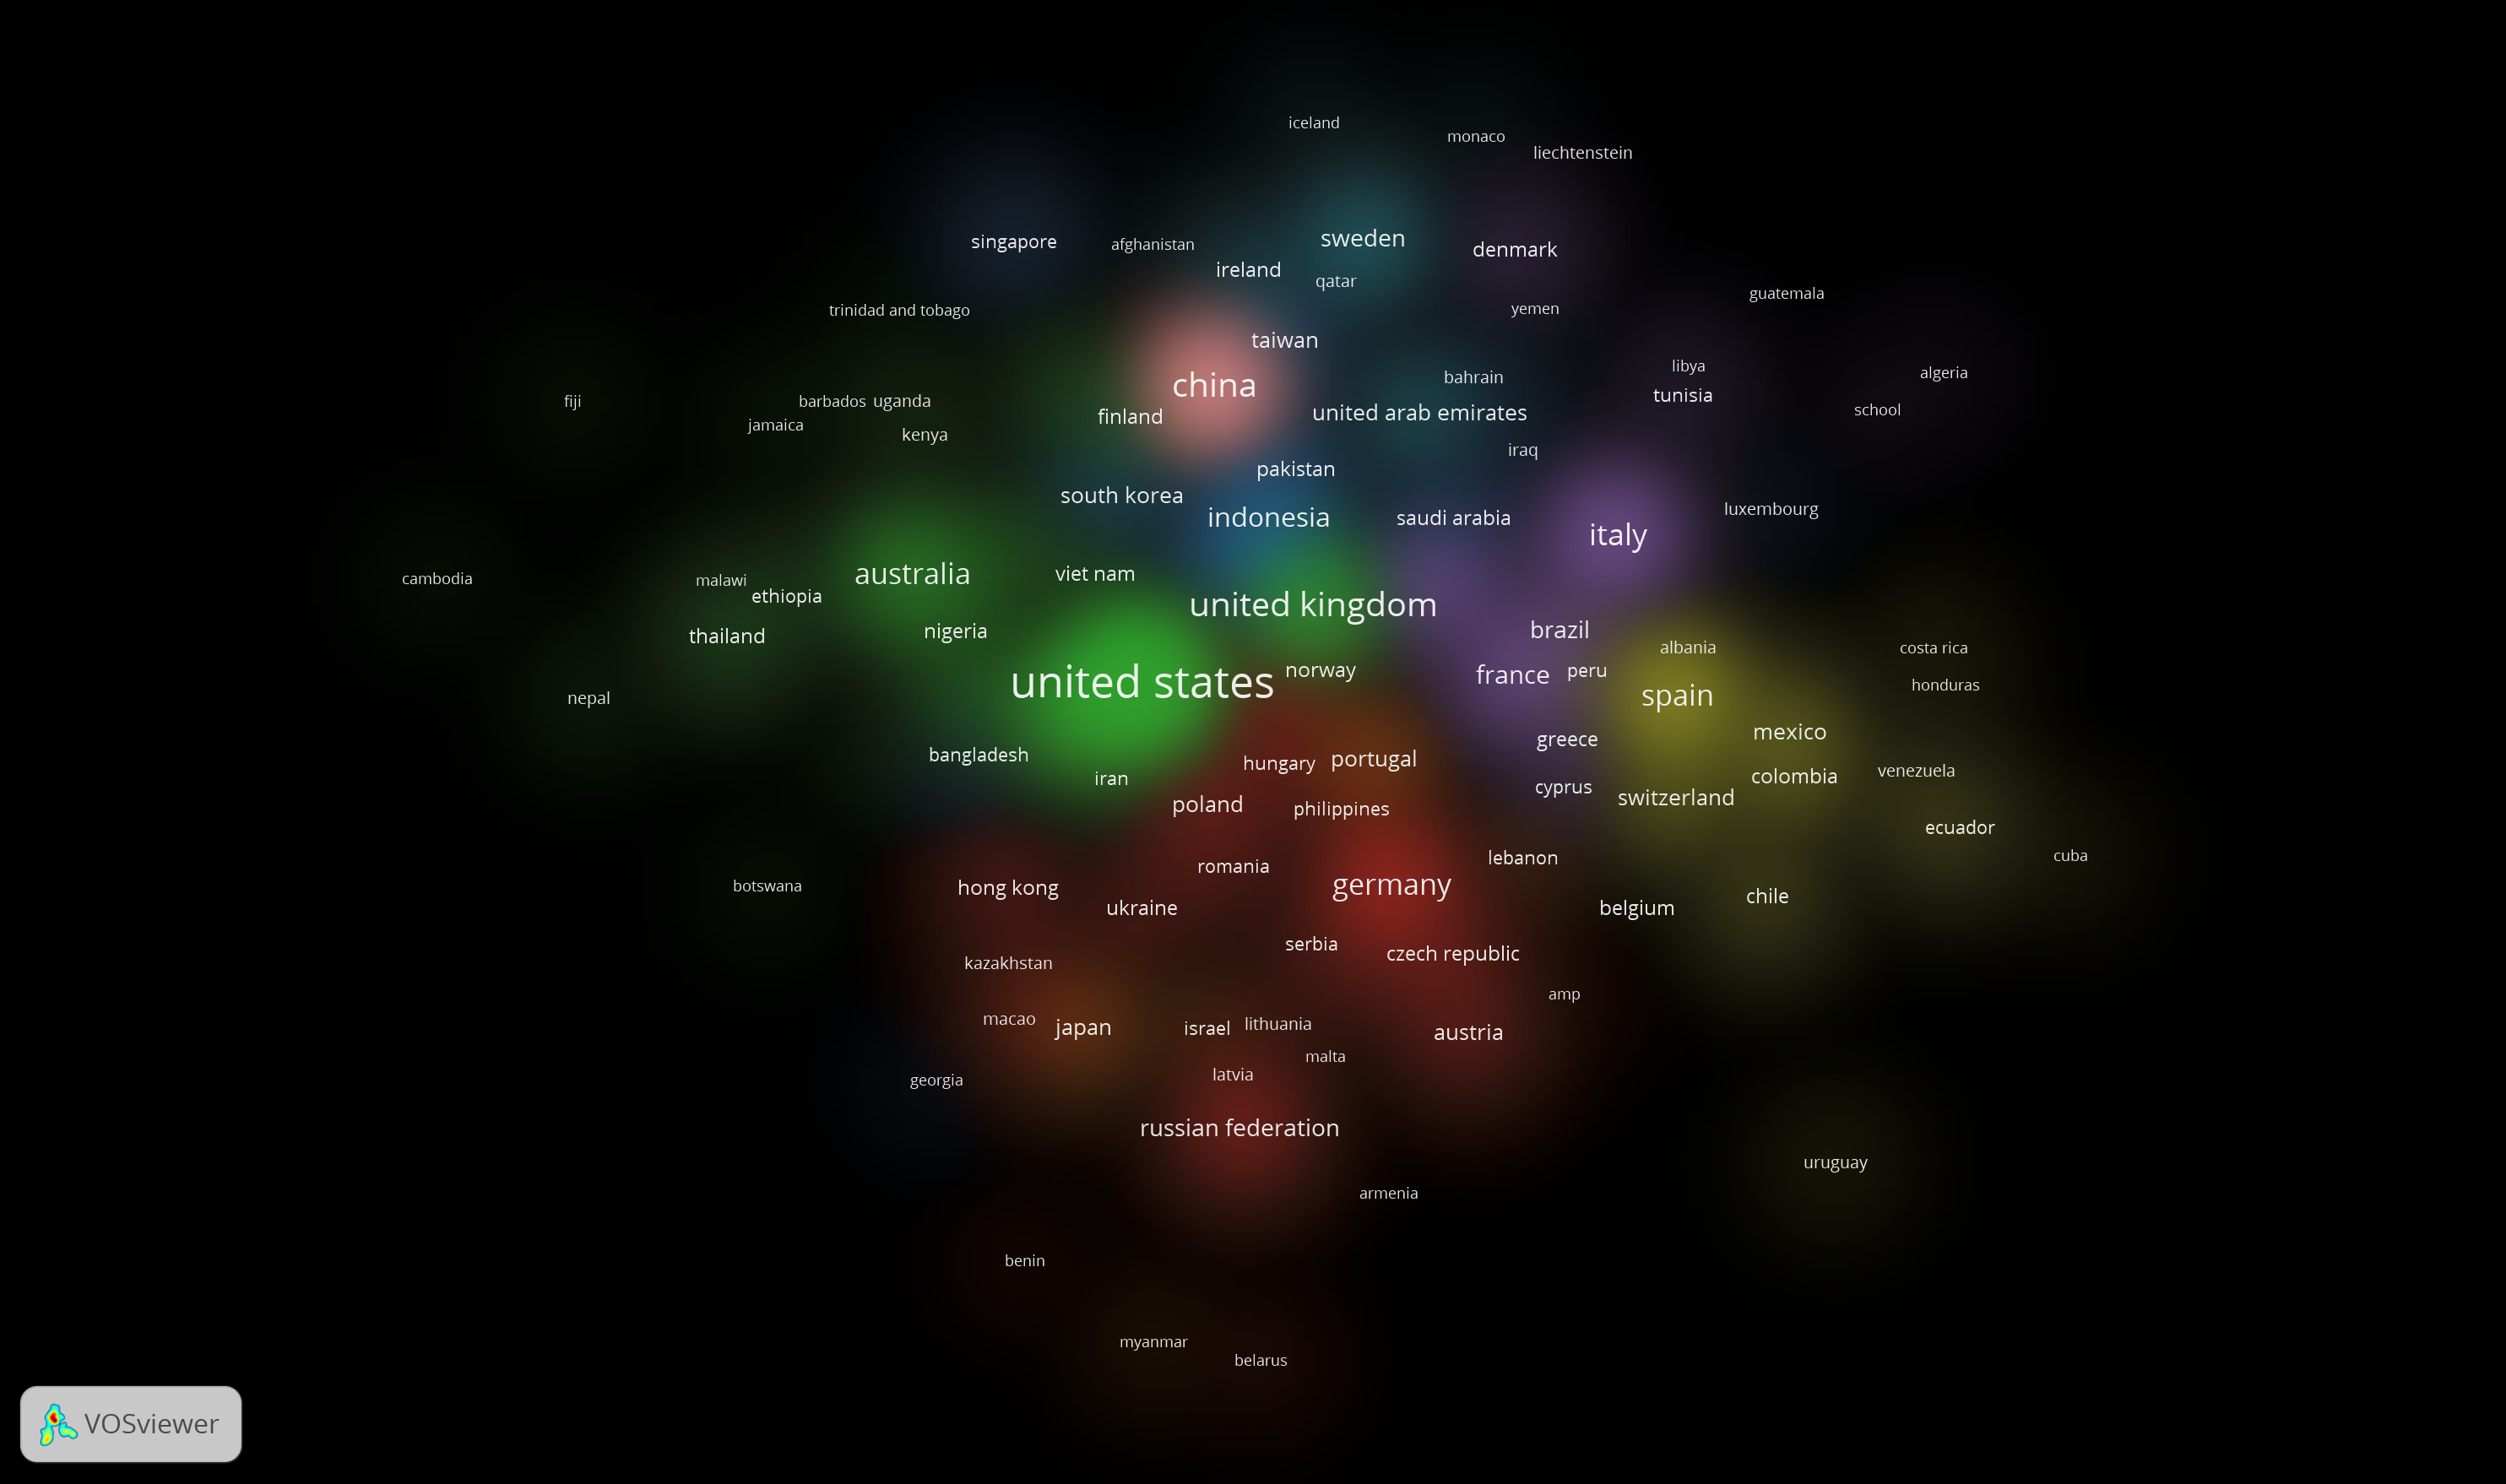 iceland
monaco
liechtenstein
sweden
singapore
afghanistan
denmark
ireland
qatar
guatemala
trinidad and tobago
yemen
taiwan
libya
algeria
bahrain
china
tunisia
fiji
barbados
uganda
school
finland
united arab emirates
jamaica
kenya
iraq
pakistan
south korea
luxembourg
indonesia
saudi arabia
italy
australia
viet nam
cambodia
malawi
ethiopia
united kingdom
nigeria
brazil
thailand
albania
costa rica
united states
norway
france
peru
honduras
nepal
spain
mexico
greece
bangladesh
portugal
hungary
venezuela
iran
colombia
cyprus
switzerland
poland
philippines
ecuador
lebanon
cuba
romania
germany
botswana
hong kong
chile
ukraine
belgium
serbia
czech republic
kazakhstan
amp
macao
japan
israel
lithuania
austria
malta
latvia
georgia
russian federation
uruguay
armenia
benin
myanmar
belarus
VOSviewer